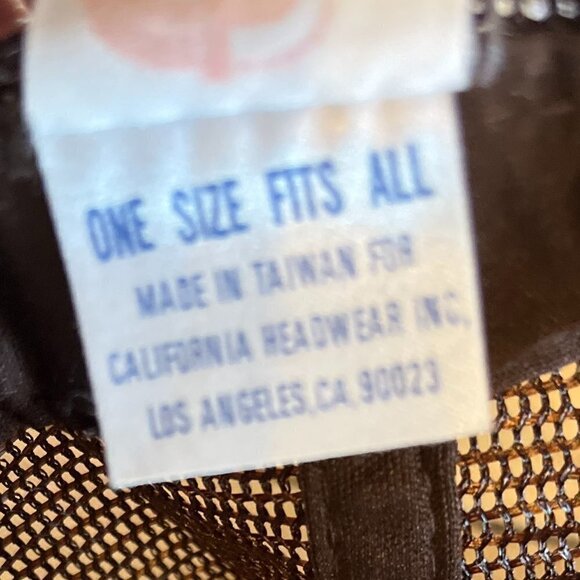 ONE SIZE FITS ALL
MADE IN TAIWAN FOR
CALIFORNIA HEADWEAR INC,
LOS ANGELES, CA, 90023